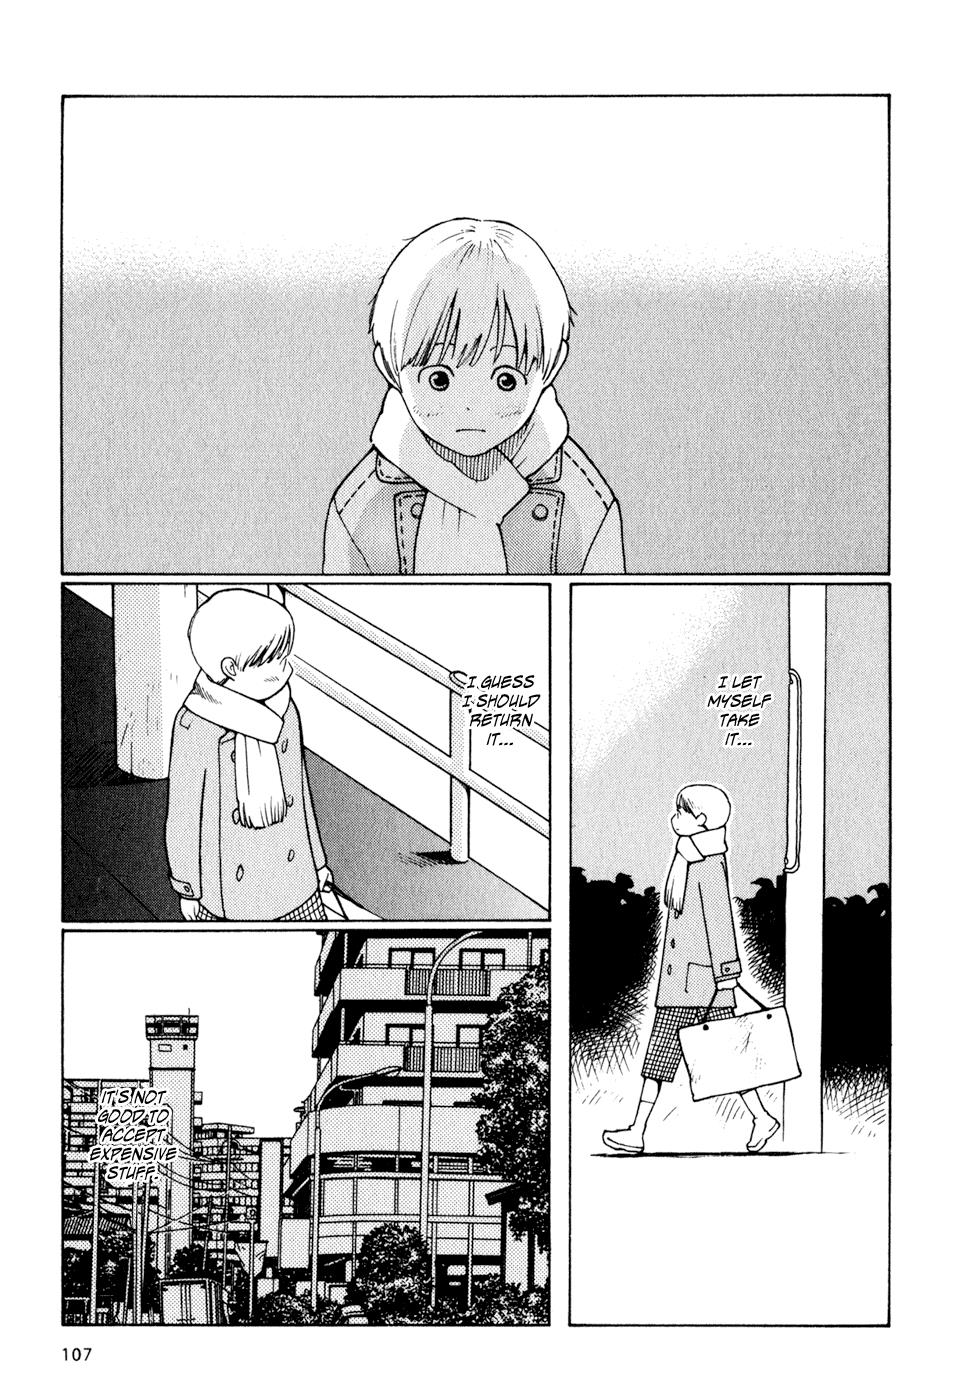 I LET
MYSELF
TAKE
IT...
I GUESS
I SHOULD
RETURN
IT...
IT'S NOT
GOOD TO
ACCEPT
EXPENSIVE
STUFF.
107